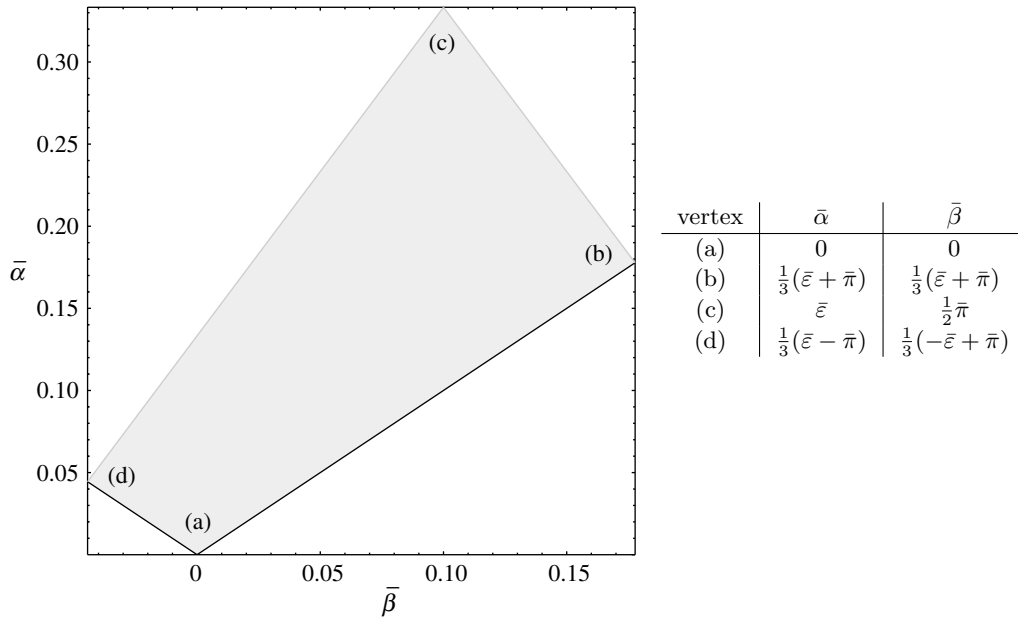 0.30
(c)
0.25
0.20
ᾱ
(b)
0.15
0.10
0.05
(d)
(a)
0 0.05 0.10 0.15
β̄
vertex ᾱ β̄
(a) 0 0
(b) 1/3(ε̄ + π̄) 1/3(ε̄ + π̄)
(c) ε̄ 1/2π̄
(d) 1/3(ε̄ − π̄) 1/3(−ε̄ + π̄)